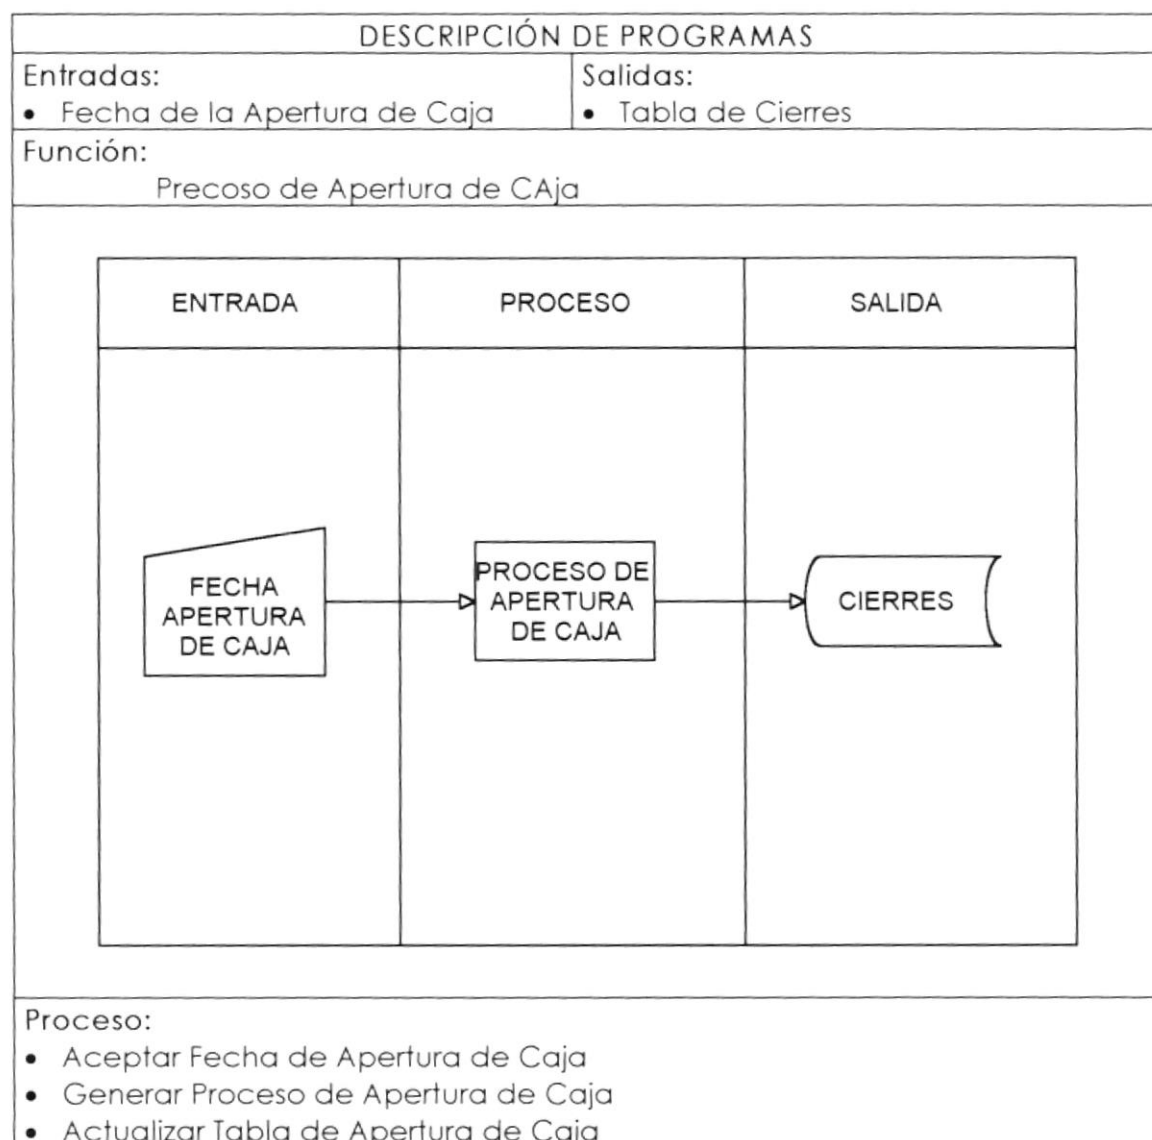 DESCRIPCIÓN DE PROGRAMAS
Entradas:
• Fecha de la Apertura de Caja
Salidas:
• Tabla de Cierres
Función:
Precoso de Apertura de CAja
ENTRADA
PROCESO
SALIDA
FECHA
APERTURA
DE CAJA
PROCESO DE
APERTURA
DE CAJA
CIERRES
Proceso:
• Aceptar Fecha de Apertura de Caja
• Generar Proceso de Apertura de Caja
• Actualizar Tabla de Apertura de Caja